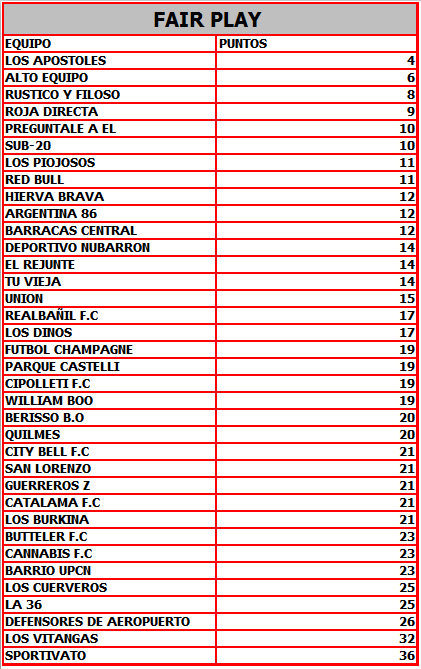 FAIR PLAY
EQUIPO PUNTOS
LOS APOSTOLES 4
ALTO EQUIPO 6
RUSTICO Y FILOSO 8
ROJA DIRECTA 9
PREGUNTALE A EL 10
SUB-20 10
LOS PIOJOSOS 11
RED BULL 11
HIERVA BRAVA 12
ARGENTINA 86 12
BARRACAS CENTRAL 12
DEPORTIVO NUBARRON 14
EL REJUNTE 14
TU VIEJA 14
UNION 15
REALBAÑIL F.C 17
LOS DINOS 17
FUTBOL CHAMPAGNE 19
PARQUE CASTELLI 19
CIPOLLETI F.C 19
WILLIAM BOO 19
BERISSO B.O 20
QUILMES 20
CITY BELL F.C 21
SAN LORENZO 21
GUERREROS Z 21
CATALAMA F.C 21
LOS BURKINA 21
BUTTELER F.C 23
CANNABIS F.C 23
BARRIO UPCN 23
LOS CUERVEROS 25
LA 36 25
DEFENSORES DE AEROPUERTO 26
LOS VITANGAS 32
SPORTIVATO 36